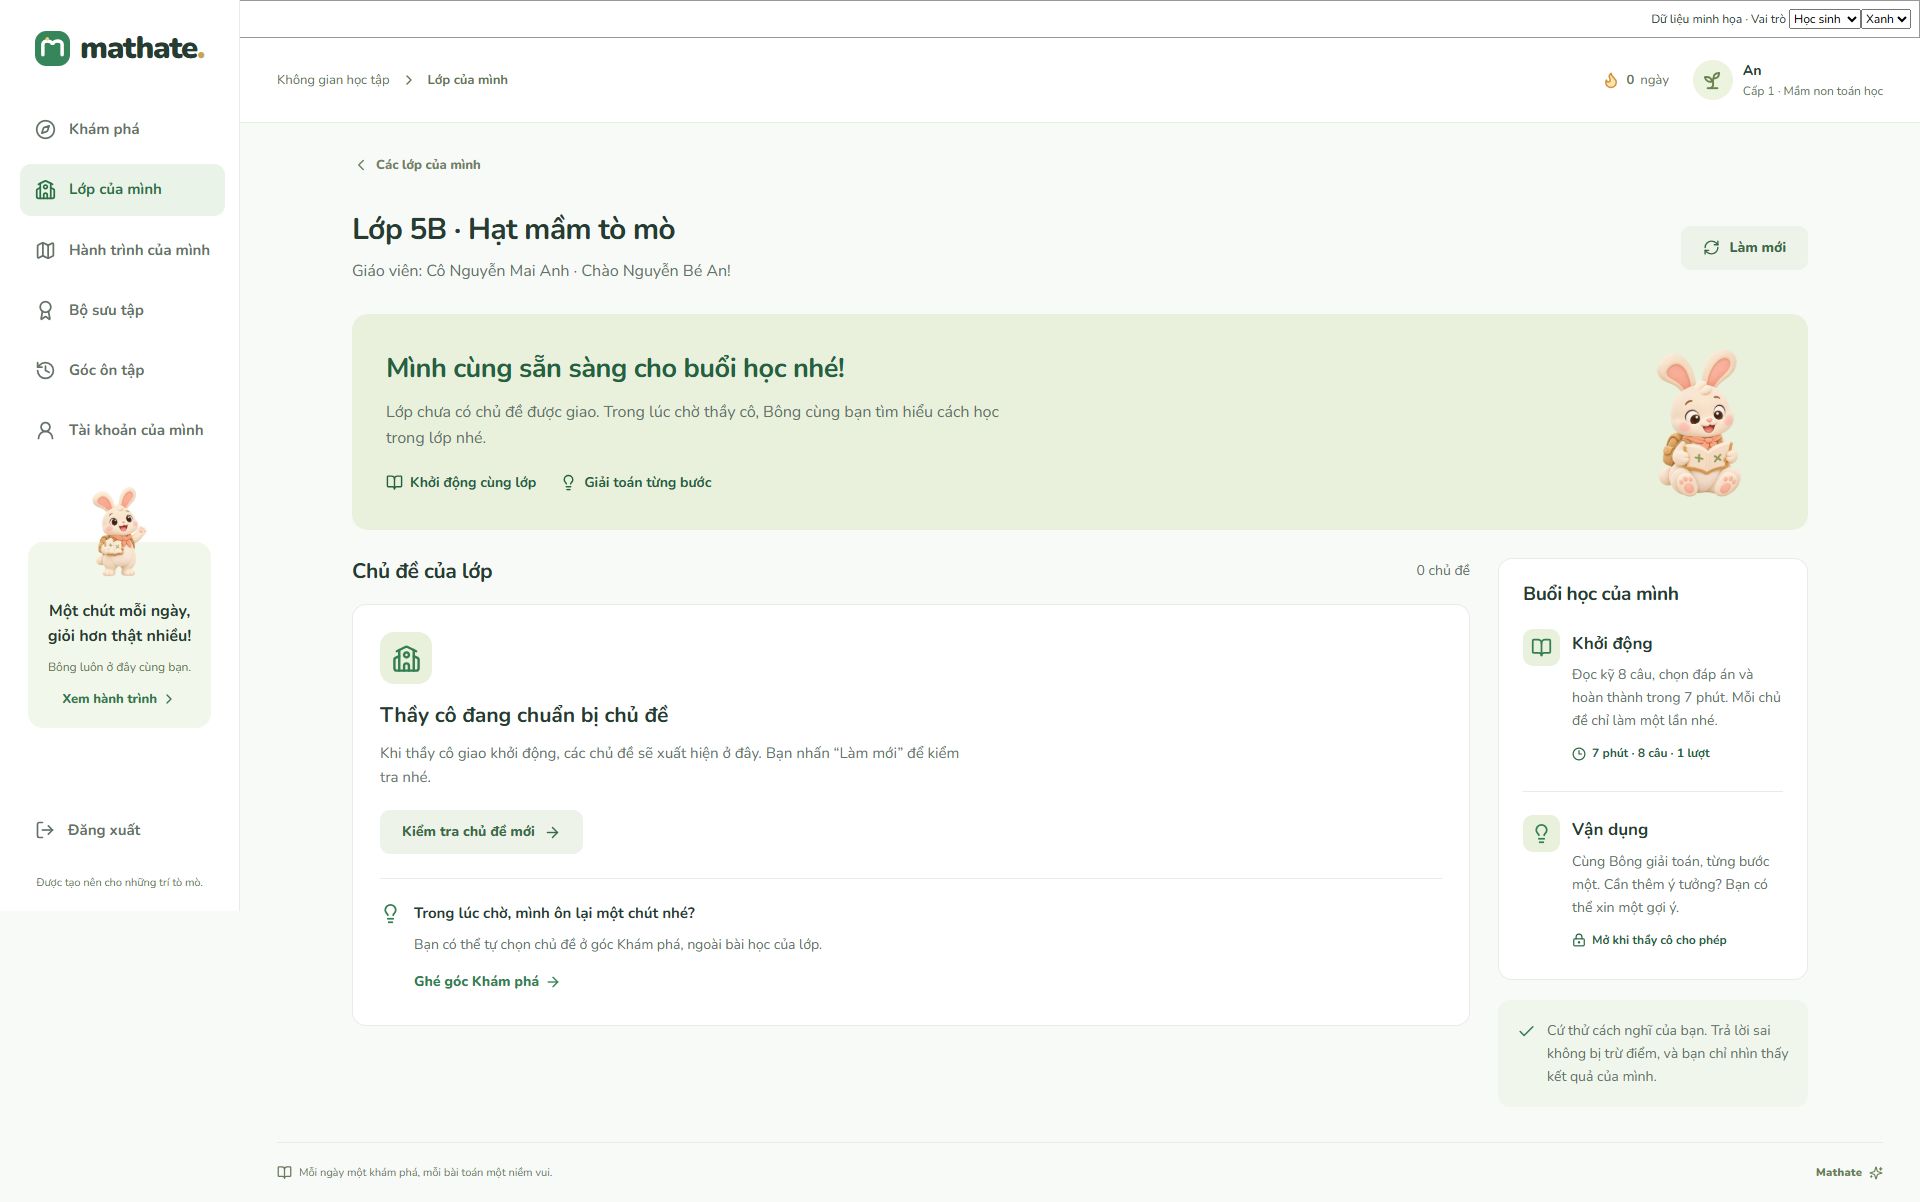 mathate.
Dữ liệu minh họa · Vai trò Học sinh Xanh
Không gian học tập
Lớp của mình
0 ngày
An
Cấp 1 · Mầm non toán học
Khám phá
Lớp của mình
Hành trình của mình
Bộ sưu tập
Góc ôn tập
Tài khoản của mình
Một chút mỗi ngày,
giỏi hơn thật nhiều!
Bông luôn ở đây cùng bạn.
Xem hành trình
Đăng xuất
Được tạo nên cho những trí tò mò.
Các lớp của mình
Lớp 5B · Hạt mầm tò mò
Giáo viên: Cô Nguyễn Mai Anh · Chào Nguyễn Bé An!
Làm mới
Mình cùng sẵn sàng cho buổi học nhé!
Lớp chưa có chủ đề được giao. Trong lúc chờ thầy cô, Bông cùng bạn tìm hiểu cách học
trong lớp nhé.
Khởi động cùng lớp
Giải toán từng bước
Chủ đề của lớp
0 chủ đề
Thầy cô đang chuẩn bị chủ đề
Khi thầy cô giao khởi động, các chủ đề sẽ xuất hiện ở đây. Bạn nhấn “Làm mới” để kiểm
tra nhé.
Kiểm tra chủ đề mới
Trong lúc chờ, mình ôn lại một chút nhé?
Bạn có thể tự chọn chủ đề ở góc Khám phá, ngoài bài học của lớp.
Ghé góc Khám phá
Buổi học của mình
Khởi động
Đọc kỹ 8 câu, chọn đáp án và
hoàn thành trong 7 phút. Mỗi chủ
đề chỉ làm một lần nhé.
7 phút · 8 câu · 1 lượt
Vận dụng
Cùng Bông giải toán, từng bước
một. Cần thêm ý tưởng? Bạn có
thể xin một gợi ý.
Mở khi thầy cô cho phép
Cứ thử cách nghĩ của bạn. Trả lời sai
không bị trừ điểm, và bạn chỉ nhìn thấy
kết quả của mình.
Mỗi ngày một khám phá, mỗi bài toán một niềm vui.
Mathate